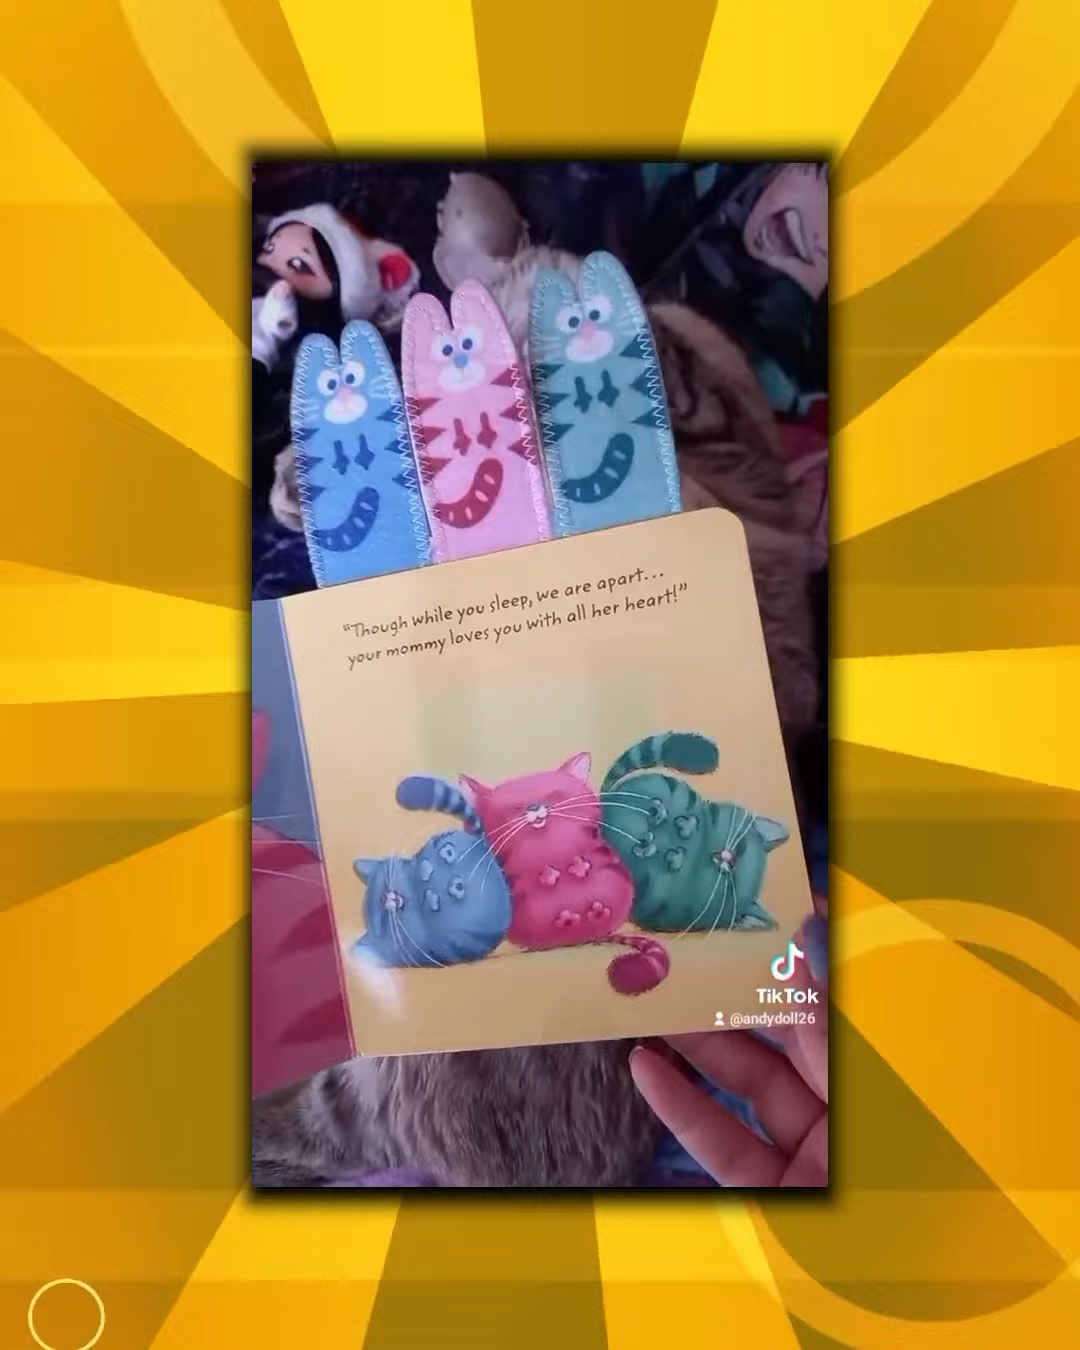 “Though while you sleep, we are apart...
your mommy loves you with all her heart!”
TikTok
@andydoll26